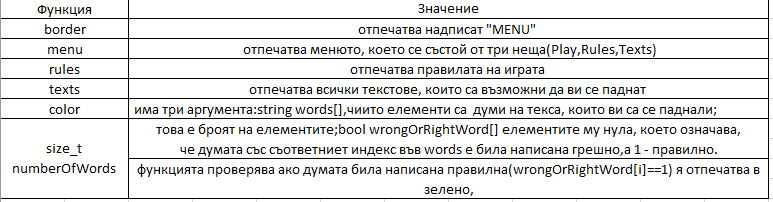 Функция Значение
border отпечатва надписат "MENU"
menu отпечатва менюто, което се състой от три неща(Play,Rules,Texts)
rules отпечатва правилата на играта
texts отпечатва всички текстове, които са възможни да ви се паднат
color има три аргумента:string words[],чиито елементи са думи на текса, които ви са се паднали;
size_t numberOfWords
това е броят на елементите;bool wrongOrRightWord[] елементите му нула, което означава,
че думата със съответниет индекс във words е била написана грешно,а 1 - правилно.
функцията проверява ако думата била написана правилна(wrongOrRightWord[i]==1) я отпечатва в
зелено,